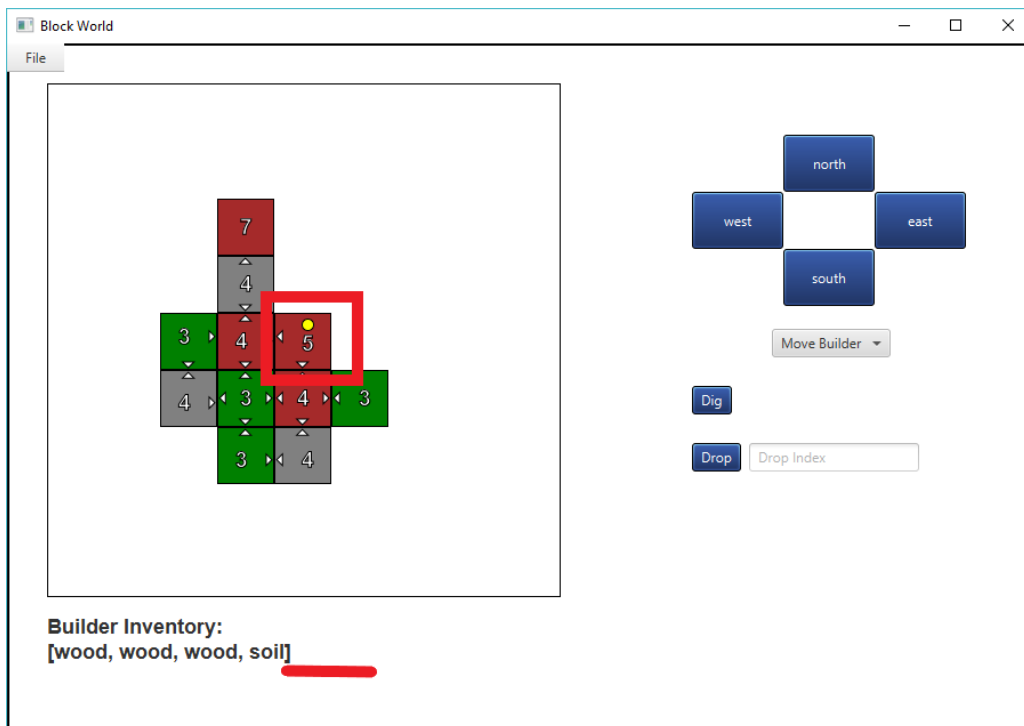 Block World
File
7
4
3 4 5
4 3 4 3
3 4
north
west east
south
Move Builder
Dig
Drop Drop Index
Builder Inventory:
[wood, wood, wood, soil]